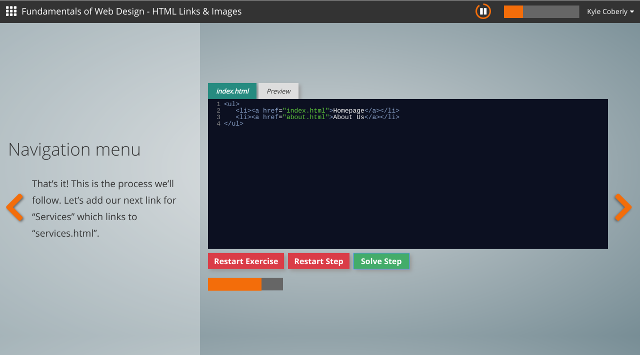 Fundamentals of Web Design - HTML Links & Images
Kyle Coberly
Navigation menu
That's it! This is the process we'll
follow. Let's add our next link for
“Services” which links to
“services.html”.
index.html
Preview
1 <ul>
2 <li><a href="index.html">Homepage</a></li>
3 <li><a href="about.html">About Us</a></li>
4 </ul>
Restart Exercise
Restart Step
Solve Step